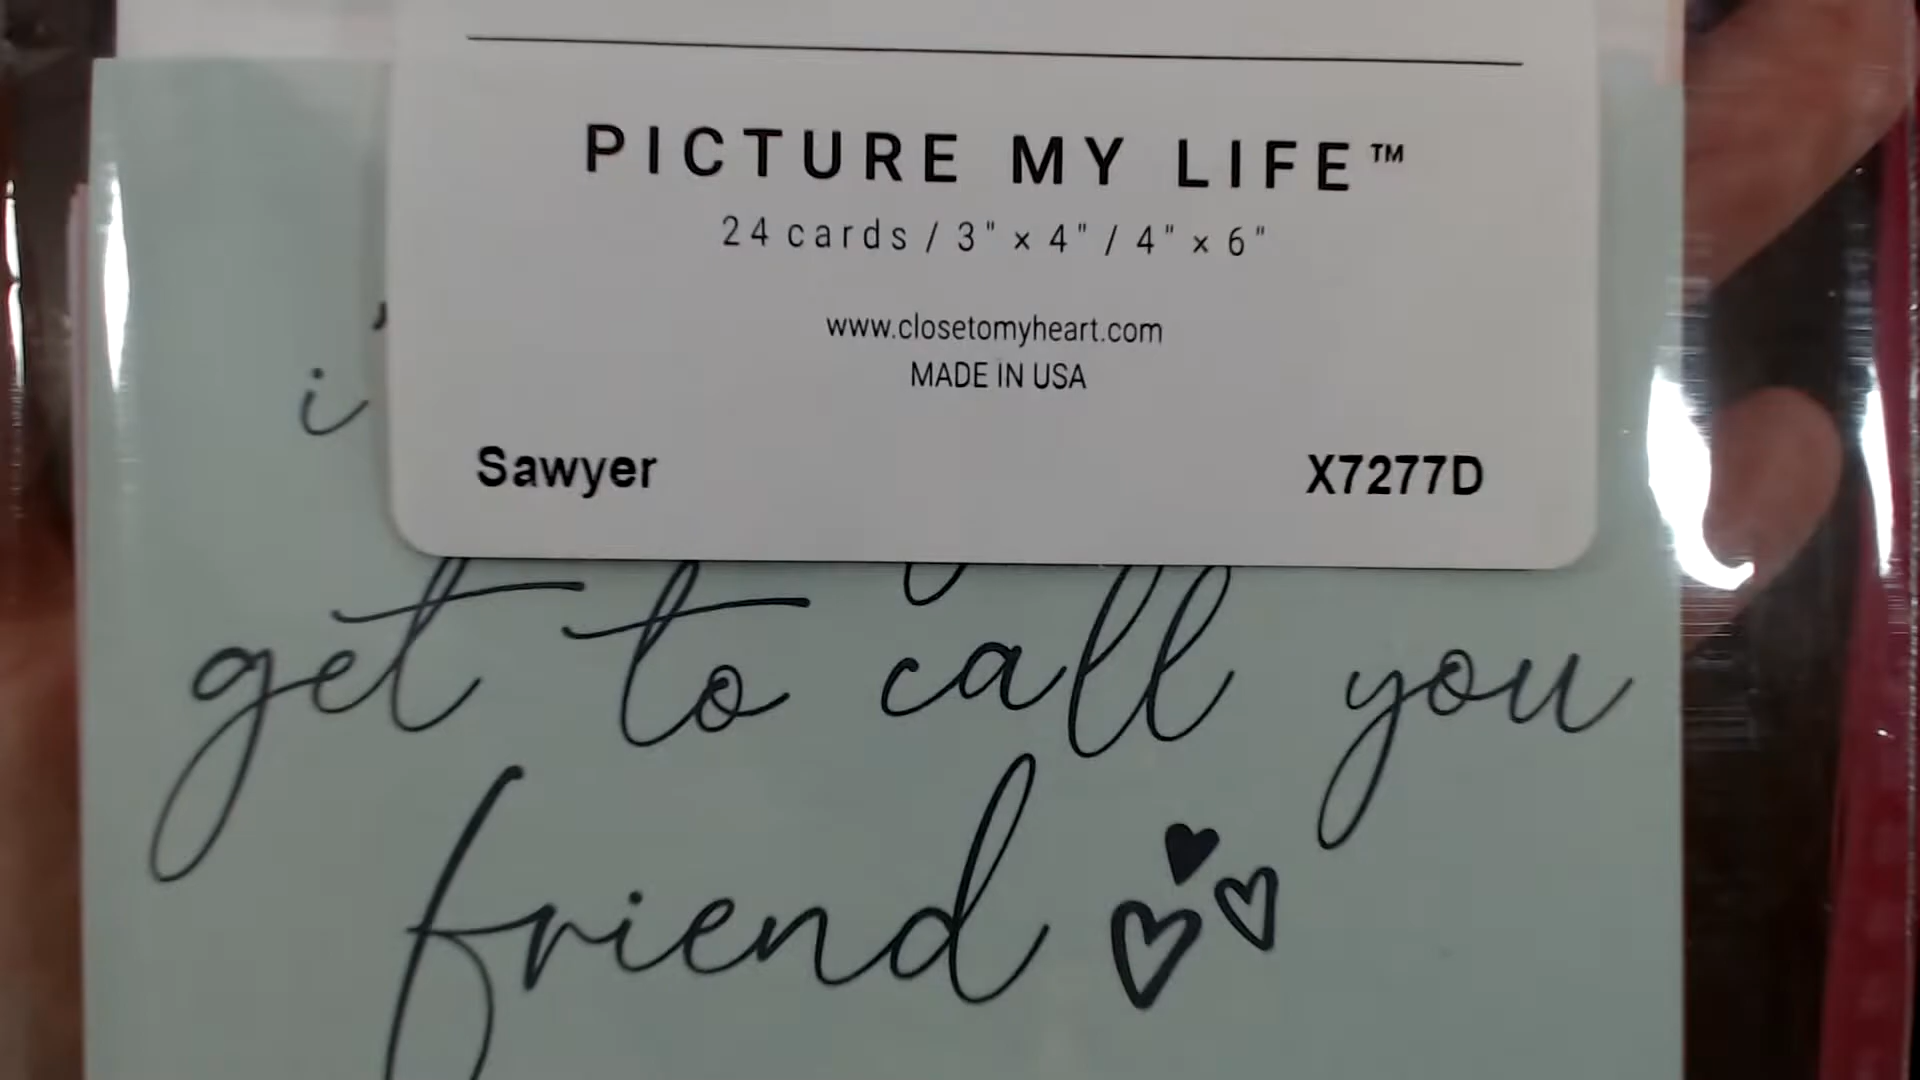 PICTURE MY LIFE™
24 cards / 3" × 4" / 4" × 6"
www.closetomyheart.com
MADE IN USA
Sawyer X7277D
get to call you
friend